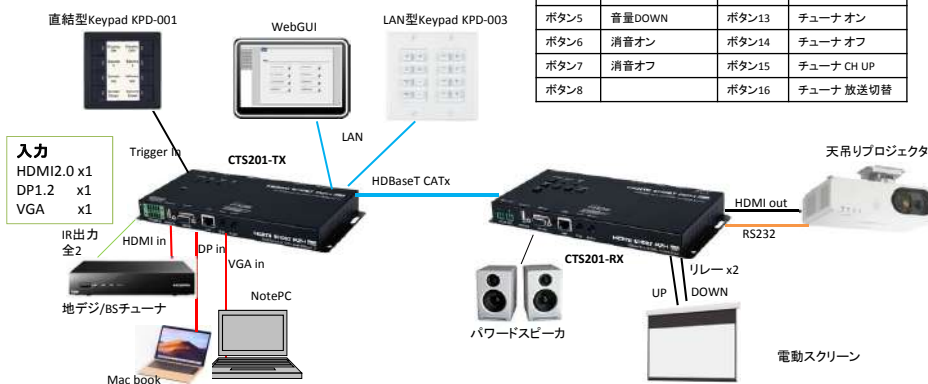 直結型Keypad KPD-001
WebGUI
LAN型Keypad KPD-003
ボタン5 音量DOWN ボタン13 チューナ オン
ボタン6 消音オン ボタン14 チューナ オフ
ボタン7 消音オフ ボタン15 チューナ CH UP
ボタン8 ボタン16 チューナ 放送切替
LAN
入力
HDMI2.0 x1
DP1.2 x1
VGA x1
Trigger in
CTS201-TX
HDBaseT CATx
天吊りプロジェクタ
HDMI out
RS232
CTS201-RX
IR出力
全2
HDMI in
DP in
VGA in
リレー x2
UP DOWN
地デジ/BSチューナ
NotePC
パワードスピーカ
電動スクリーン
Mac book